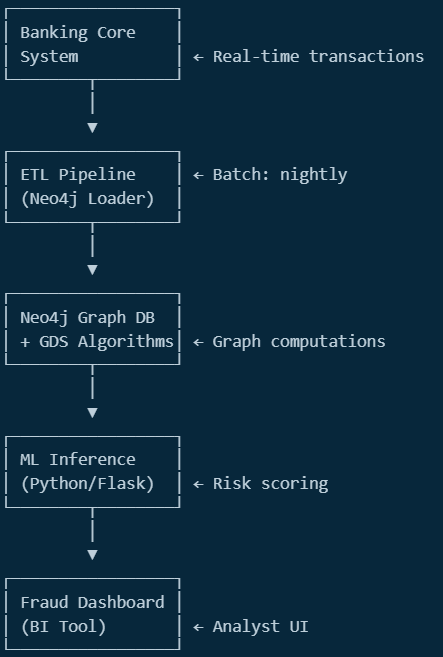 Banking Core
System ← Real-time transactions
▼
ETL Pipeline ← Batch: nightly
(Neo4j Loader)
▼
Neo4j Graph DB
+ GDS Algorithms ← Graph computations
▼
ML Inference
(Python/Flask) ← Risk scoring
▼
Fraud Dashboard
(BI Tool) ← Analyst UI